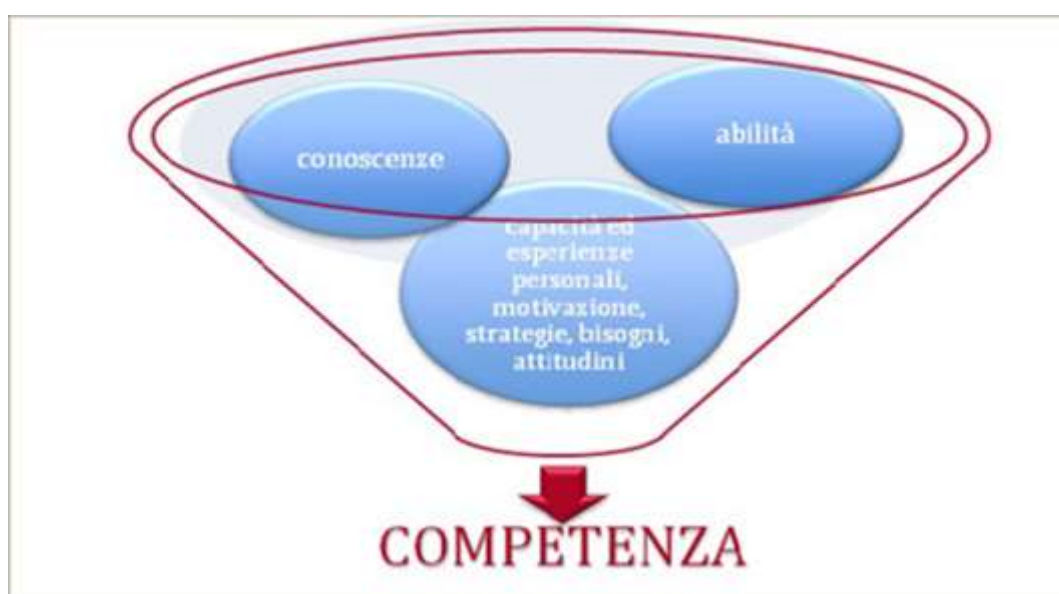 conoscenze
abilità
capacità ed
esperienze
personali,
motivazione,
strategie, bisogni,
attitudini
COMPETENZA